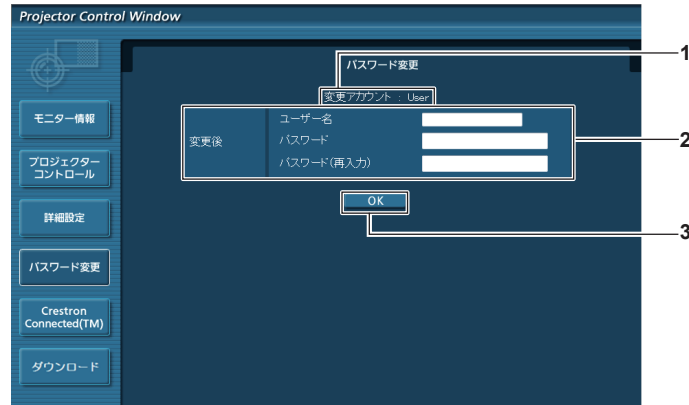 Projector Control Window
パスワード変更
1
変更アカウント : User
変更後
ユーザー名
パスワード
パスワード(再入力)
2
OK
3
モニター情報
プロジェクター
コントロール
詳細設定
パスワード変更
Crestron
Connected(TM)
ダウンロード